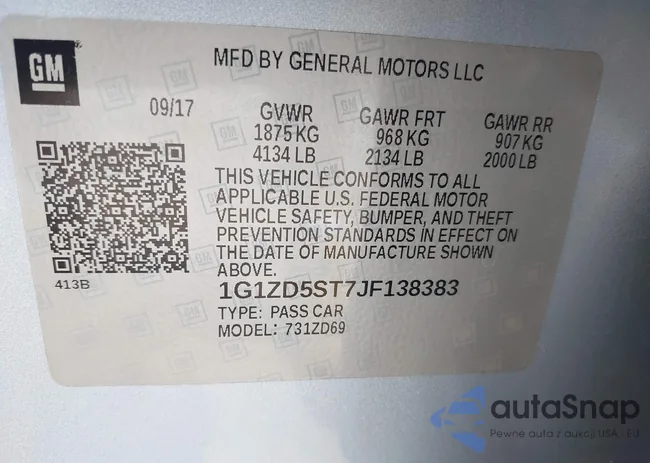 GM
MFD BY GENERAL MOTORS LLC
09/17
GVWR GAWR FRT GAWR RR
1875 KG 968 KG 907 KG
4134 LB 2134 LB 2000 LB
THIS VEHICLE CONFORMS TO ALL
APPLICABLE U.S. FEDERAL MOTOR
VEHICLE SAFETY, BUMPER, AND THEFT
PREVENTION STANDARDS IN EFFECT ON
THE DATE OF MANUFACTURE SHOWN
ABOVE.
413B
1G1ZD5ST7JF138383
TYPE: PASS CAR
MODEL: 731ZD69
autaSnap
Pewne auta z aukcji USA - EU